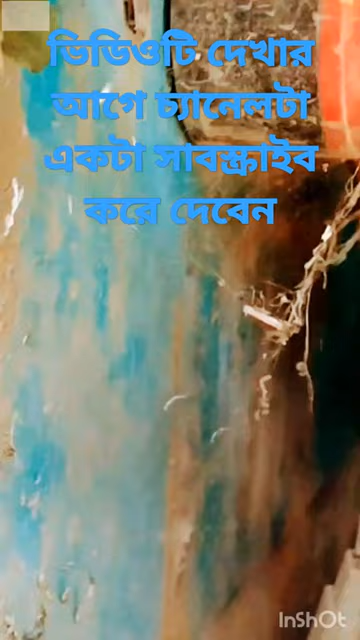 ভিডিওটি দেখার
আগে চ্যানেলটা
একটা সাবস্ক্রাইব
করে দেবেন
InShOt